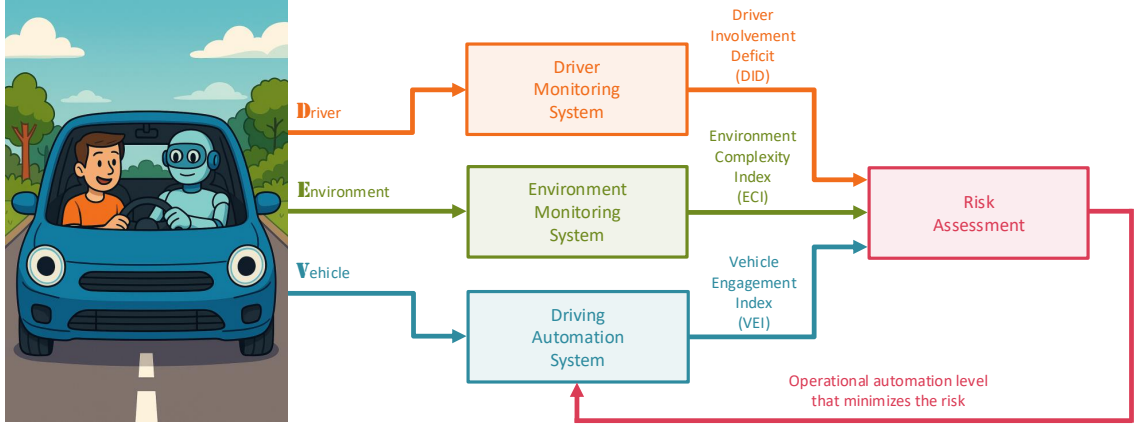 Driver
Driver
Monitoring
System
Driver
Involvement
Deficit
(DID)
Environment
Environment
Monitoring
System
Environment
Complexity
Index
(ECI)
Vehicle
Driving
Automation
System
Vehicle
Engagement
Index
(VEI)
Risk
Assessment
Operational automation level
that minimizes the risk